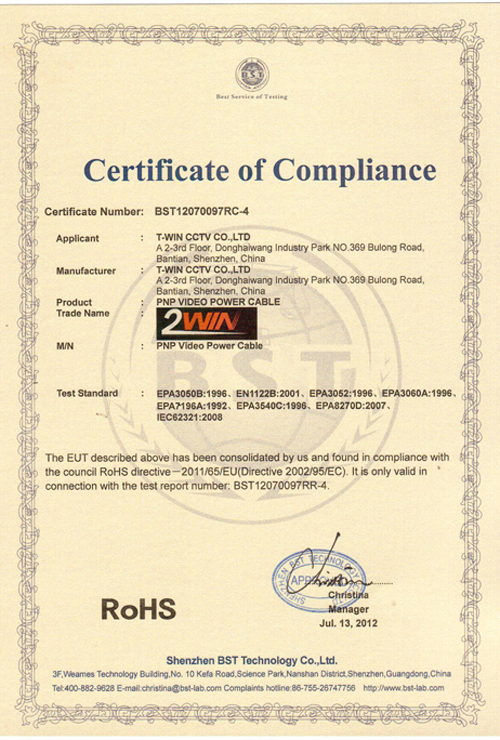 BST
Best Service of Testing
Certificate of Compliance
Certificate Number: BST12070097RC-4
Applicant : T-WIN CCTV CO.,LTD
A 2-3rd Floor, Donghaiwang Industry Park NO.369 Bulong Road,
Bantian, Shenzhen, China
Manufacturer : T-WIN CCTV CO.,LTD
A 2-3rd Floor, Donghaiwang Industry Park NO.369 Bulong Road,
Bantian, Shenzhen, China
Product : PNP VIDEO POWER CABLE
Trade Name : 2WIN
M/N : PNP Video Power Cable
BST
Test Standard : EPA3050B:1996、EN1122B:2001、EPA3052:1996、EPA3060A:1996、
EPA7196A:1992、EPA3540C:1996、EPA8270D:2007、
IEC62321:2008
The EUT described above has been consolidated by us and found in compliance with
the council RoHS directive－2011/65/EU(Directive 2002/95/EC). It is only valid in
connection with the test report number: BST12070097RR-4.
SHENZHEN BST TECHNOLOGY
RoHS
Christina
Manager
Jul. 13, 2012
Shenzhen BST Technology Co.,Ltd.
3F,Weames Technology Building,No. 10 Kefa Road,Science Park,Nanshan District,Shenzhen,Guangdong,China
Tel:400-882-9628 E-mail:christina@bst-lab.com Complaints hotline:86-755-26747756 http://www.bst-lab.com